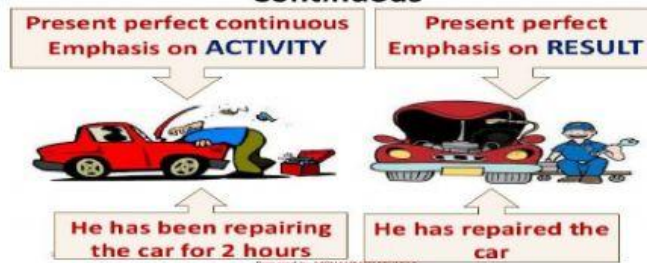 Continuous
Present perfect continuous
Emphasis on ACTIVITY
Present perfect
Emphasis on RESULT
He has been repairing
the car for 2 hours
He has repaired the
car